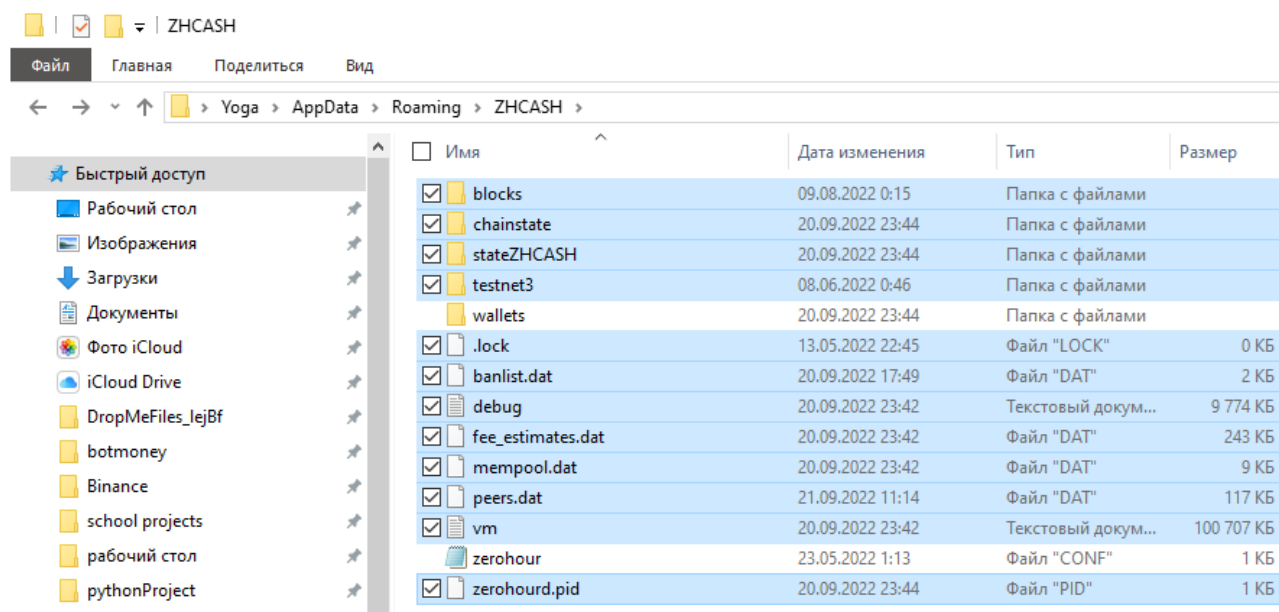 ZHCASH
Файл Главная Поделиться Вид
Yoga > AppData > Roaming > ZHCASH >
Имя Дата изменения Тип Размер
Быстрый доступ
Рабочий стол
Изображения
Загрузки
Документы
Фото iCloud
iCloud Drive
DropMeFiles_lejBf
botmoney
Binance
school projects
рабочий стол
pythonProject
blocks 09.08.2022 0:15 Папка с файлами
chainstate 20.09.2022 23:44 Папка с файлами
stateZHCASH 20.09.2022 23:44 Папка с файлами
testnet3 08.06.2022 0:46 Папка с файлами
wallets 20.09.2022 23:44 Папка с файлами
.lock 13.05.2022 22:45 Файл "LOCK" 0 КБ
banlist.dat 20.09.2022 17:49 Файл "DAT" 2 КБ
debug 20.09.2022 23:42 Текстовый докум... 9 774 КБ
fee_estimates.dat 20.09.2022 23:42 Файл "DAT" 243 КБ
mempool.dat 20.09.2022 23:42 Файл "DAT" 9 КБ
peers.dat 21.09.2022 11:14 Файл "DAT" 117 КБ
vm 20.09.2022 23:42 Текстовый докум... 100 707 КБ
zerohour 23.05.2022 1:13 Файл "CONF" 1 КБ
zerohourd.pid 20.09.2022 23:44 Файл "PID" 1 КБ